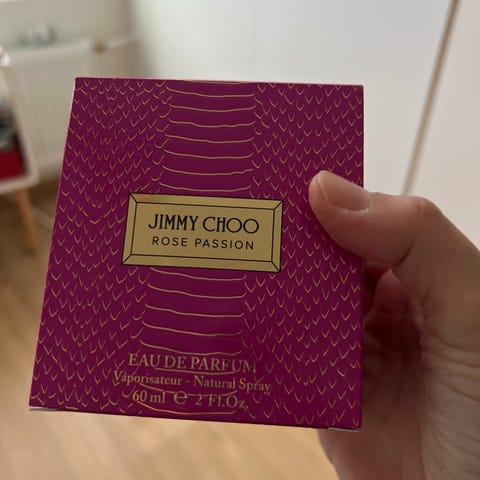 JIMMY CHOO
ROSE PASSION
EAU DE PARFUM
Vaporisateur - Natural Spray
60 ml ℮ 2 Fl.Oz.